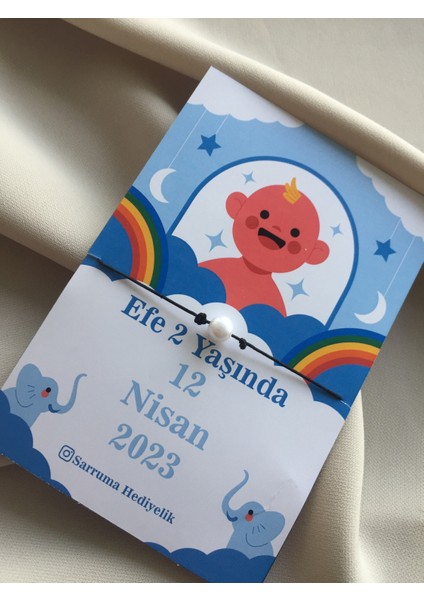 Efe 2 Yaşında
12
Nisan
2023
Sarruma Hediyelik